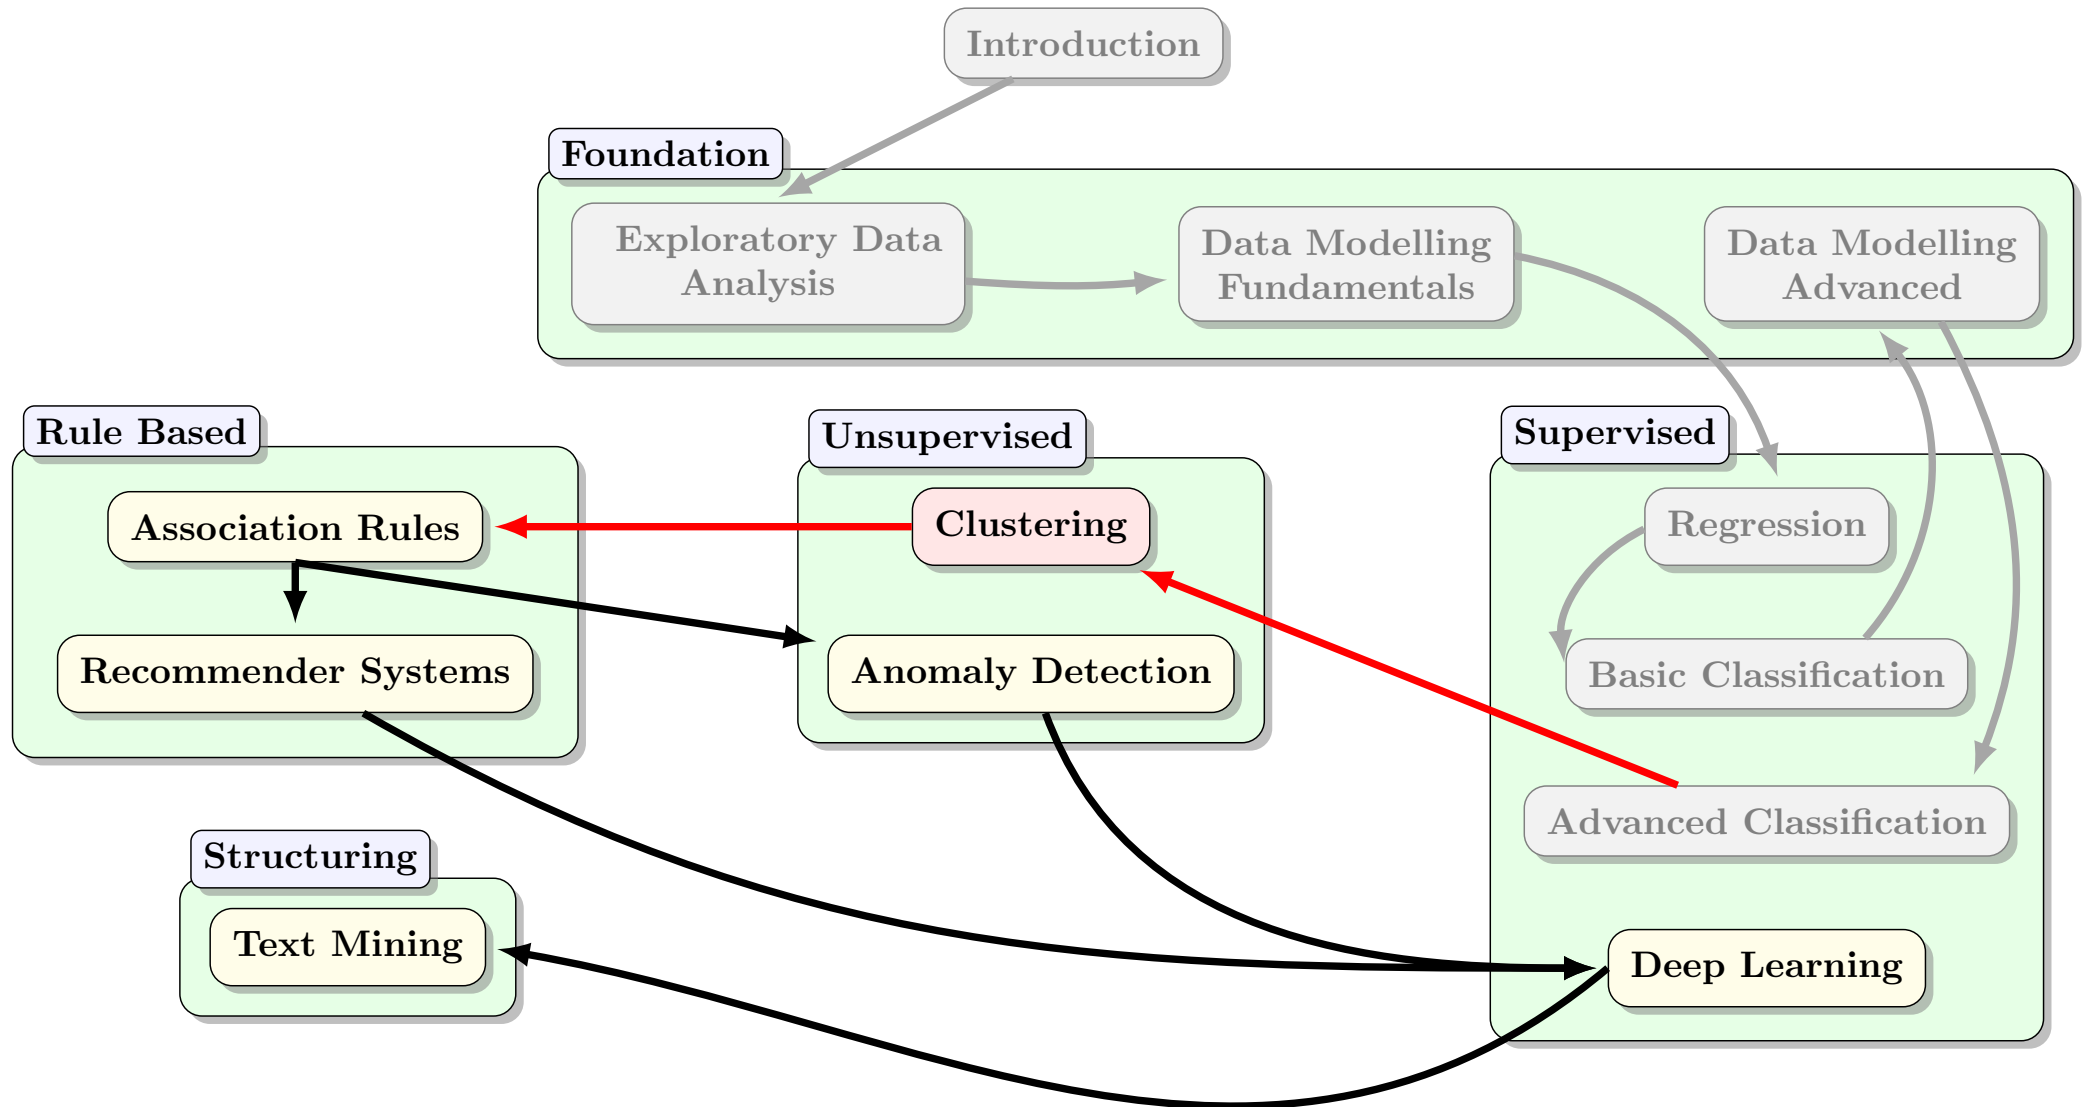 Introduction
Foundation
Exploratory Data
Analysis
Data Modelling
Fundamentals
Data Modelling
Advanced
Rule Based
Association Rules
Recommender Systems
Unsupervised
Clustering
Anomaly Detection
Supervised
Regression
Basic Classification
Advanced Classification
Deep Learning
Structuring
Text Mining